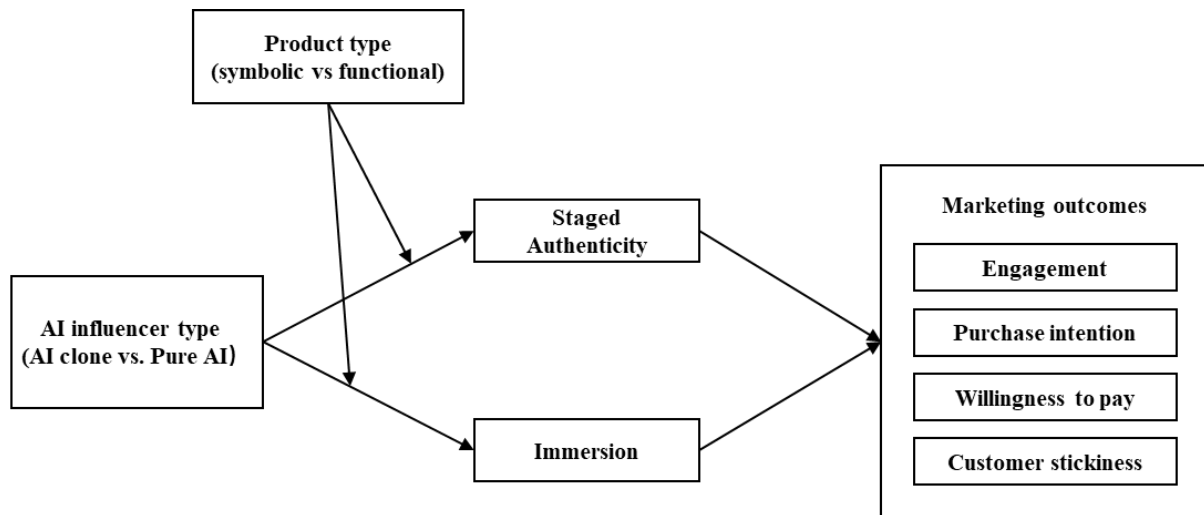 Product type
(symbolic vs functional)
Staged
Authenticity
Marketing outcomes
Engagement
AI influencer type
(AI clone vs. Pure AI)
Purchase intention
Willingness to pay
Immersion
Customer stickiness